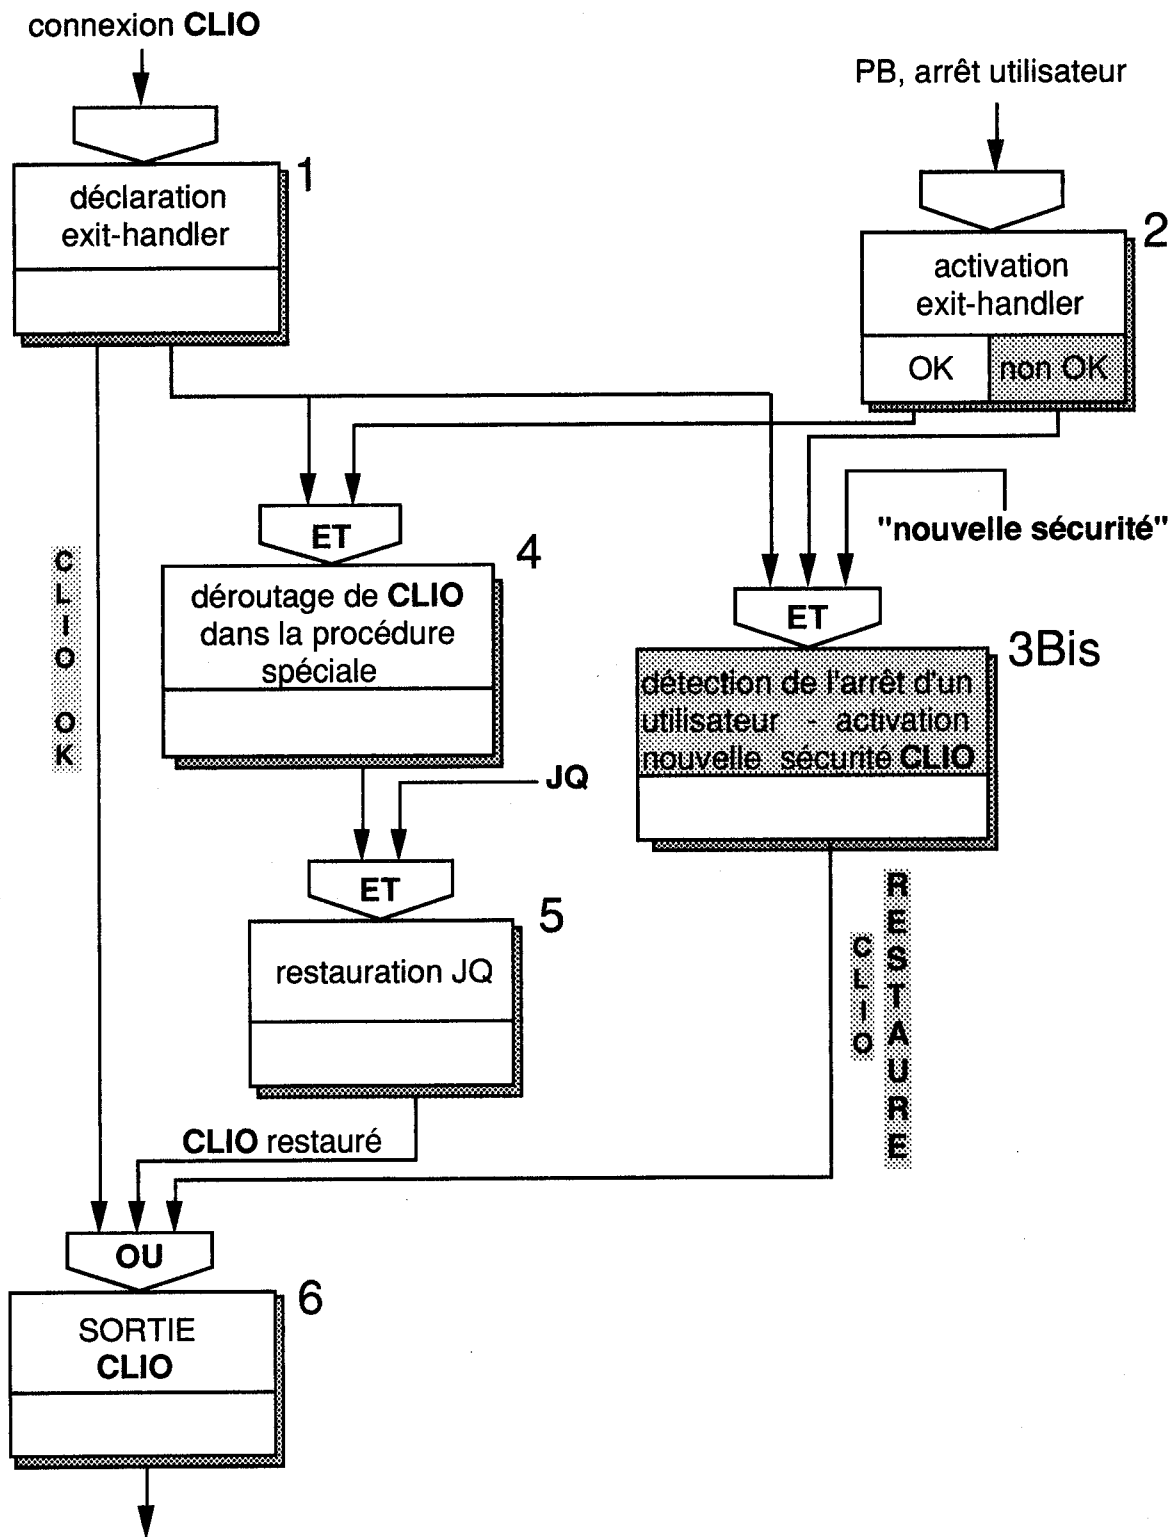 connexion CLIO
PB, arrêt utilisateur
1
déclaration
exit-handler
2
activation
exit-handler
OK
non OK
"nouvelle sécurité"
ET
4
déroutage de CLIO
dans la procédure
spéciale
ET
3Bis
détection de l'arrêt d'un
utilisateur - activation
nouvelle sécurité CLIO
CLIO OK
JQ
ET
5
restauration JQ
CLIO
RESTAURE
CLIO restauré
OU
6
SORTIE
CLIO